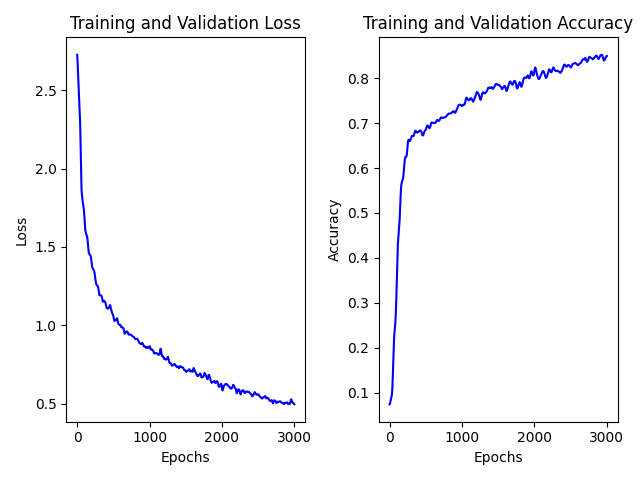 Training and Validation Loss
Loss
2.5
2.0
1.5
1.0
0.5
0 1000 2000 3000
Epochs
Training and Validation Accuracy
Accuracy
0.8
0.7
0.6
0.5
0.4
0.3
0.2
0.1
0 1000 2000 3000
Epochs